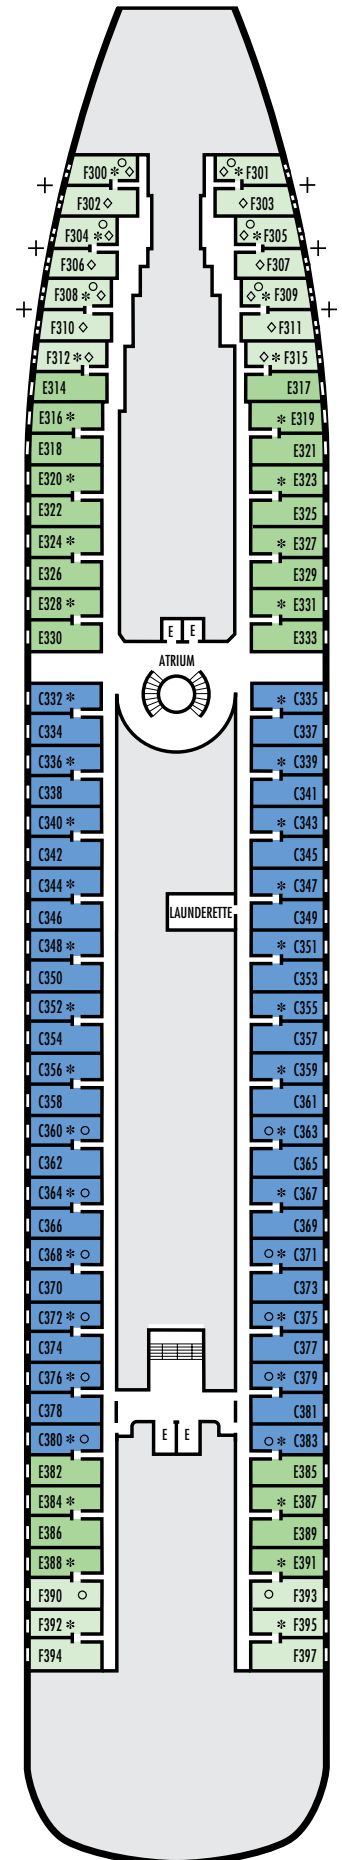 F300 ○ * ◇ ○ ◇ * F301
F302 ◇ ◇ F303
F304 * ○ ◇ ○ ◇ * F305
F306 ◇ ◇ F307
F308 * ○ ◇ ○ ◇ * F309
F310 ◇ ◇ F311
F312 * ◇ ◇ * F315
E314 E317
E316 * * E319
E318 E321
E320 * * E323
E322 E325
E324 * * E327
E326 E329
E328 * * E331
E330 E E E333
ATRIUM
C332 * * C335
C334 C337
C336 * * C339
C338 C341
C340 * * C343
C342 C345
C344 * * C347
C346 LAUNDERETTE C349
C348 * * C351
C350 C353
C352 * * C355
C354 C357
C356 * * C359
C358 C361
C360 * ○ ○ * C363
C362 C365
C364 * ○ * C367
C366 C369
C368 * ○ ○ * C371
C370 C373
C372 * ○ ○ * C375
C374 C377
C376 * ○ ○ * C379
C378 C381
C380 * ○ E E ○ * C383
E382 E385
E384 * * E387
E386 E389
E388 * * E391
F390 ○ ○ F393
F392 * * F395
F394 F397